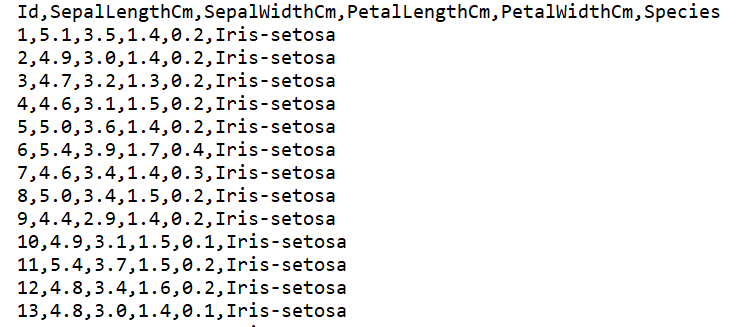 Id,SepalLengthCm,SepalWidthCm,PetalLengthCm,PetalWidthCm,Species
1,5.1,3.5,1.4,0.2,Iris-setosa
2,4.9,3.0,1.4,0.2,Iris-setosa
3,4.7,3.2,1.3,0.2,Iris-setosa
4,4.6,3.1,1.5,0.2,Iris-setosa
5,5.0,3.6,1.4,0.2,Iris-setosa
6,5.4,3.9,1.7,0.4,Iris-setosa
7,4.6,3.4,1.4,0.3,Iris-setosa
8,5.0,3.4,1.5,0.2,Iris-setosa
9,4.4,2.9,1.4,0.2,Iris-setosa
10,4.9,3.1,1.5,0.1,Iris-setosa
11,5.4,3.7,1.5,0.2,Iris-setosa
12,4.8,3.4,1.6,0.2,Iris-setosa
13,4.8,3.0,1.4,0.1,Iris-setosa